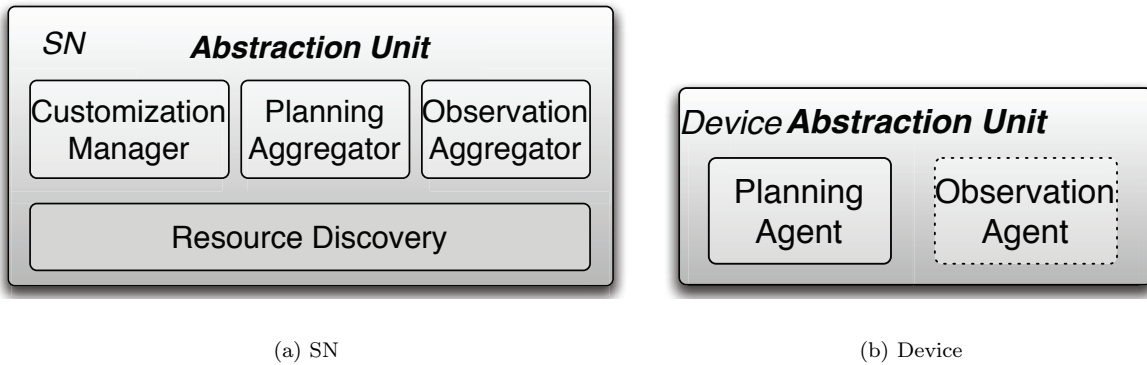 SN Abstraction Unit
Customization Manager
Planning Aggregator
Observation Aggregator
Resource Discovery
(a) SN
Device Abstraction Unit
Planning Agent
Observation Agent
(b) Device